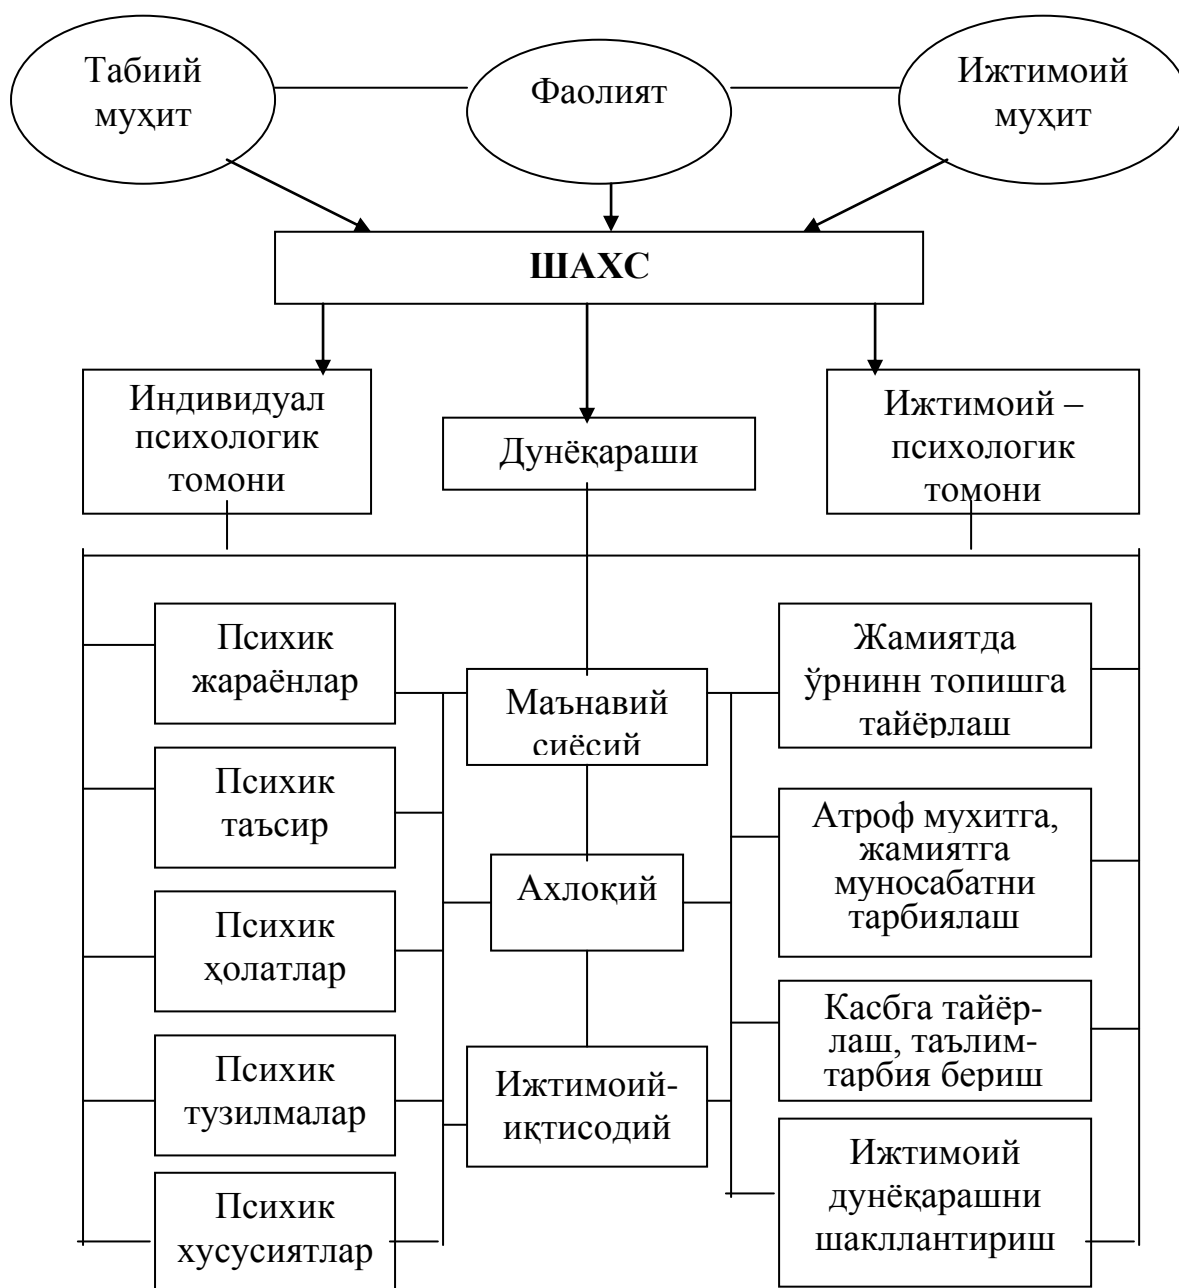 Табиий
муҳит
Фаолият
Ижтимоий
муҳит
ШАХС
Индивидуал
психологик
томони
Дунёқараши
Ижтимоий –
психологик
томони
Психик
жараёнлар
Психик
таъсир
Психик
ҳолатлар
Психик
тузилмалар
Психик
хусусиятлар
Маънавий
сиёсий
Ахлоқий
Ижтимоий-
иқтисодий
Жамиятда
ўрнинн топишга
тайёрлаш
Атроф мухитга,
жамиятга
муносабатни
тарбиялаш
Касбга тайёр-
лаш, таълим-
тарбия бериш
Ижтимоий
дунёқарашни
шакллантириш